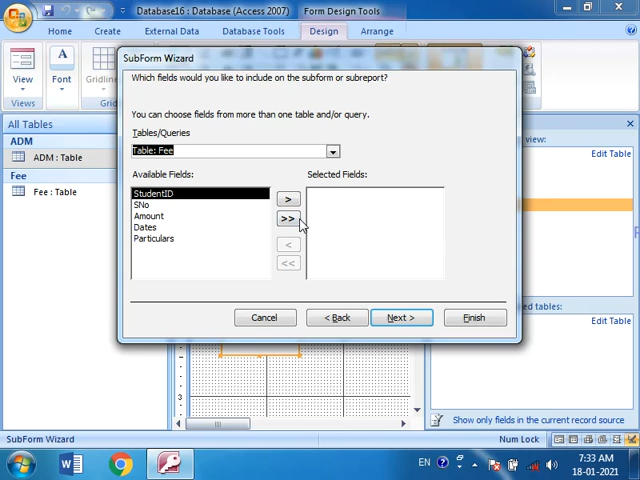 Database16 : Database (Access 2007)
Form Design Tools
Home
Create
External Data
Database Tools
Design
Arrange
View
Font
Gridlin
Views
SubForm Wizard
Which fields would you like to include on the subform or subreport?
You can choose fields from more than one table and/or query.
Tables/Queries
Table: Fee
Available Fields:
Selected Fields:
StudentID
SNo
Amount
Dates
Particulars
>
>>
<
<<
Cancel
< Back
Next >
Finish
All Tables
ADM
ADM : Table
Fee
Fee : Table
view:
Edit Table
ted tables:
Edit Table
3
Show only fields in the current record source
SubForm Wizard
Num Lock
EN
7:33 AM
18-01-2021